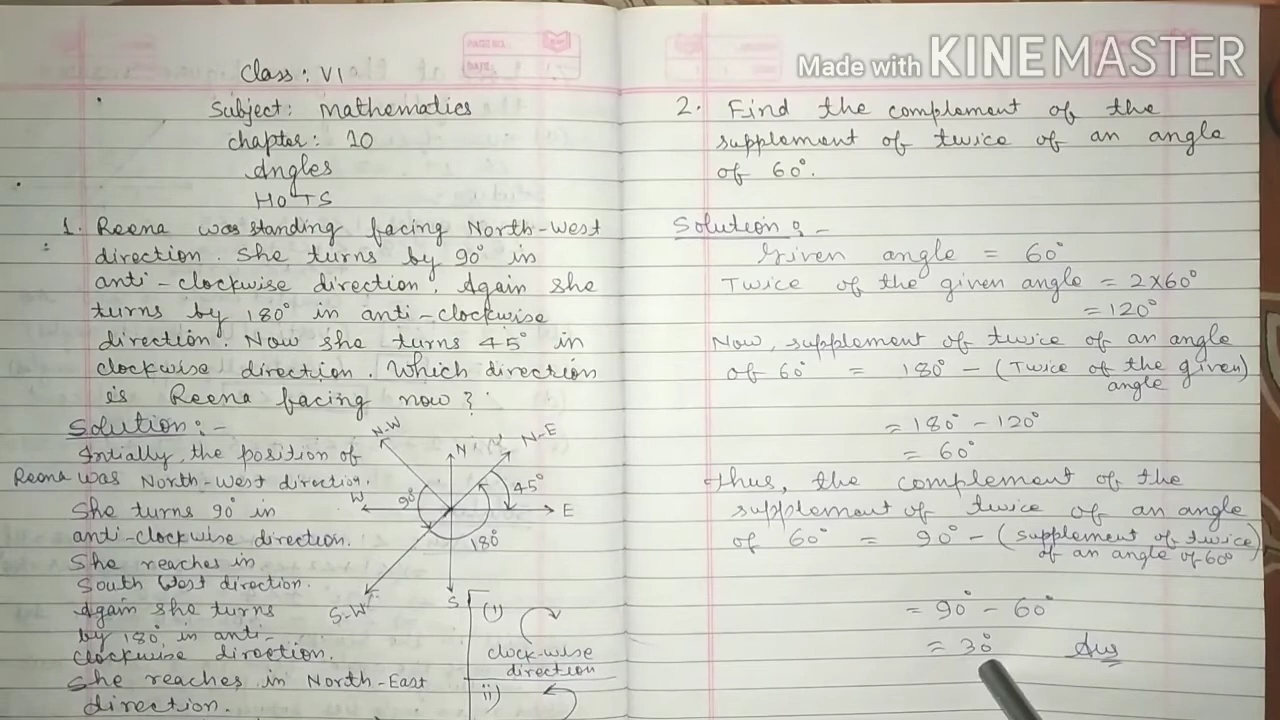 Made with KINEMASTER
PAGE NO.
DATE:
Class: VI
Subject: Mathematics
Chapter: 10
Angles
HOTS
1. Reena was standing facing North-West
direction. She turns by 90° in
anti-clockwise direction. Again she
turns by 180° in anti-clockwise
direction. Now she turns 45° in
clockwise direction. Which direction
is Reena facing now?
Solution:-
Intially, the position of
Reena was North-West direction.
She turns 90° in
anti-clockwise direction.
She reaches in
South West direction.
Again she turns
by 180° in anti-
clockwise direction.
She reaches in North-East
direction.
N-W
N
N-E
W
90°
45°
E
180°
S-W
S
(i)
clock-wise
direction
ii)
2. Find the complement of the
supplement of twice of an angle
of 60°.
Solution:-
Given angle = 60°
Twice of the given angle = 2×60°
= 120°
Now, supplement of twice of an angle
of 60° = 180° - (Twice of the given)
angle
= 180° - 120°
= 60°
Thus, the complement of the
supplement of twice of an angle
of 60° = 90° - (supplement of twice)
of an angle of 60°
= 90° - 60°
= 30° Ans